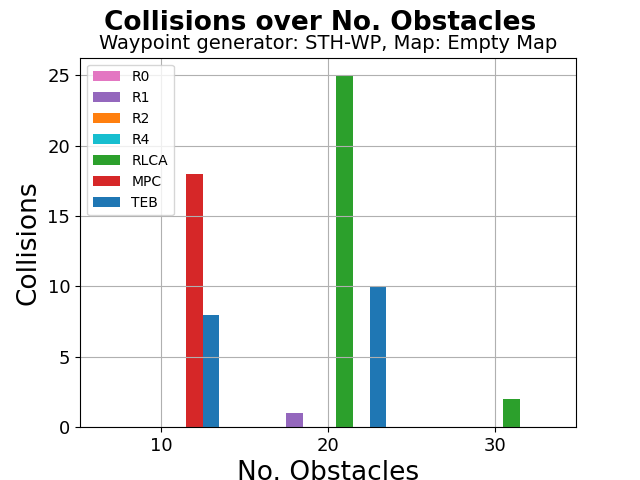 Collisions over No. Obstacles
Waypoint generator: STH-WP, Map: Empty Map
R0
R1
R2
R4
RLCA
MPC
TEB
Collisions
25
20
15
10
5
0
10 20 30
No. Obstacles